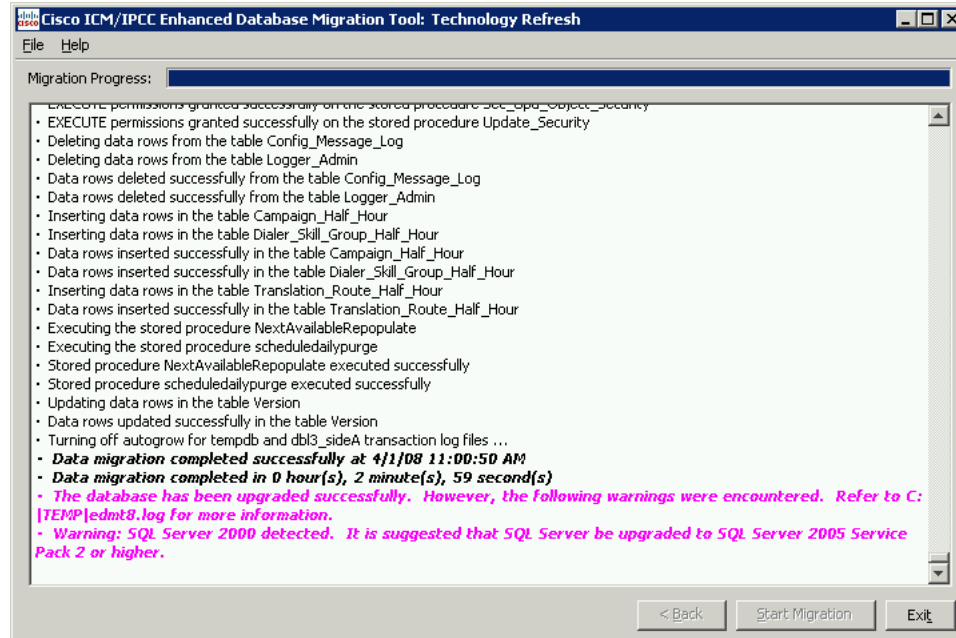 Cisco ICM/IPCC Enhanced Database Migration Tool: Technology Refresh
File Help
Migration Progress:
• EXECUTE permissions granted successfully on the stored procedure Sec_Upd_Object_Security
• EXECUTE permissions granted successfully on the stored procedure Update_Security
• Deleting data rows from the table Config_Message_Log
• Deleting data rows from the table Logger_Admin
• Data rows deleted successfully from the table Config_Message_Log
• Data rows deleted successfully from the table Logger_Admin
• Inserting data rows in the table Campaign_Half_Hour
• Inserting data rows in the table Dialer_Skill_Group_Half_Hour
• Data rows inserted successfully in the table Campaign_Half_Hour
• Data rows inserted successfully in the table Dialer_Skill_Group_Half_Hour
• Inserting data rows in the table Translation_Route_Half_Hour
• Data rows inserted successfully in the table Translation_Route_Half_Hour
• Executing the stored procedure NextAvailableRepopulate
• Executing the stored procedure scheduledailypurge
• Stored procedure NextAvailableRepopulate executed successfully
• Stored procedure scheduledailypurge executed successfully
• Updating data rows in the table Version
• Data rows updated successfully in the table Version
• Turning off autogrow for tempdb and dbl3_sideA transaction log files ...
• Data migration completed successfully at 4/1/08 11:00:50 AM
• Data migration completed in 0 hour(s), 2 minute(s), 59 second(s)
• The database has been upgraded successfully. However, the following warnings were encountered. Refer to C:
|TEMP|edmt8.log for more information.
• Warning: SQL Server 2000 detected. It is suggested that SQL Server be upgraded to SQL Server 2005 Service
Pack 2 or higher.
< Back Start Migration Exit